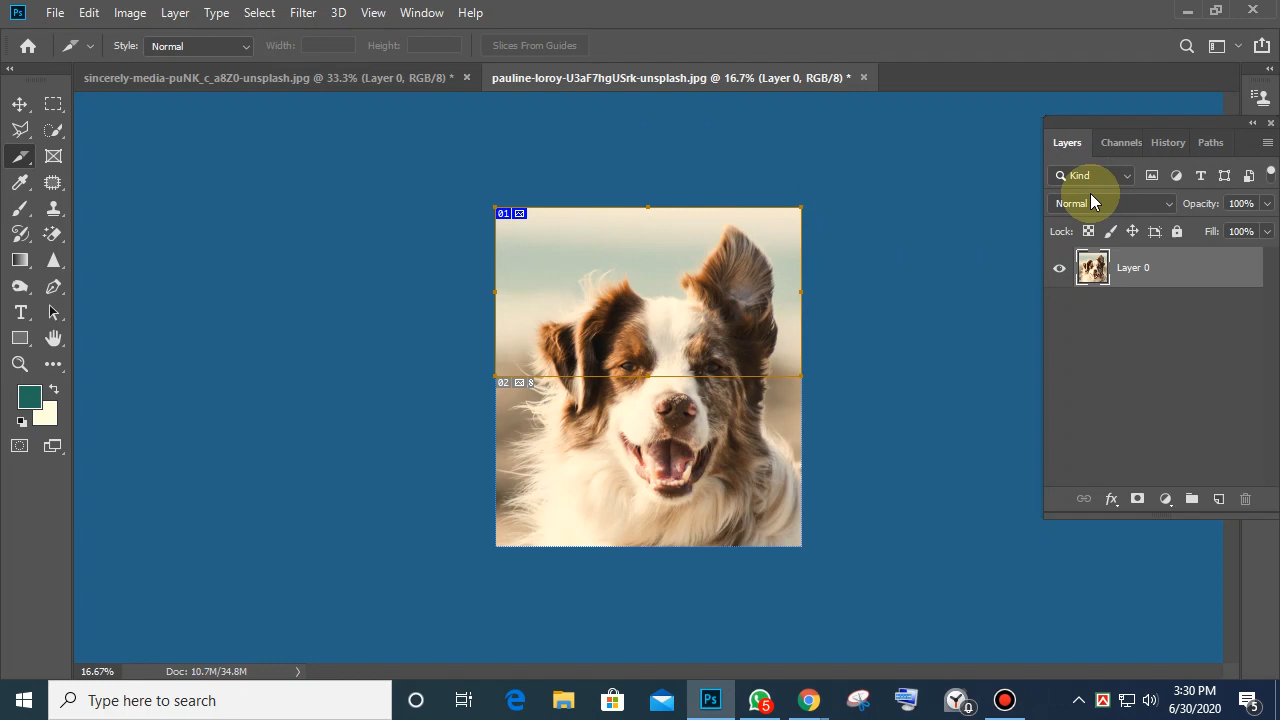 Ps File Edit Image Layer Type Select Filter 3D View Window Help
Style: Normal Width: Height: Slices From Guides
sincerely-media-puNK_c_a8Z0-unsplash.jpg @ 33.3% (Layer 0, RGB/8) * × pauline-loroy-U3aF7hgUSrk-unsplash.jpg @ 16.7% (Layer 0, RGB/8) * ×
Layers Channels History Paths
Kind
Normal Opacity: 100%
Lock: Fill: 100%
Layer 0
01
02
16.67% Doc: 10.7M/34.8M
Type here to search
Ps
5
3:30 PM
6/30/2020
5